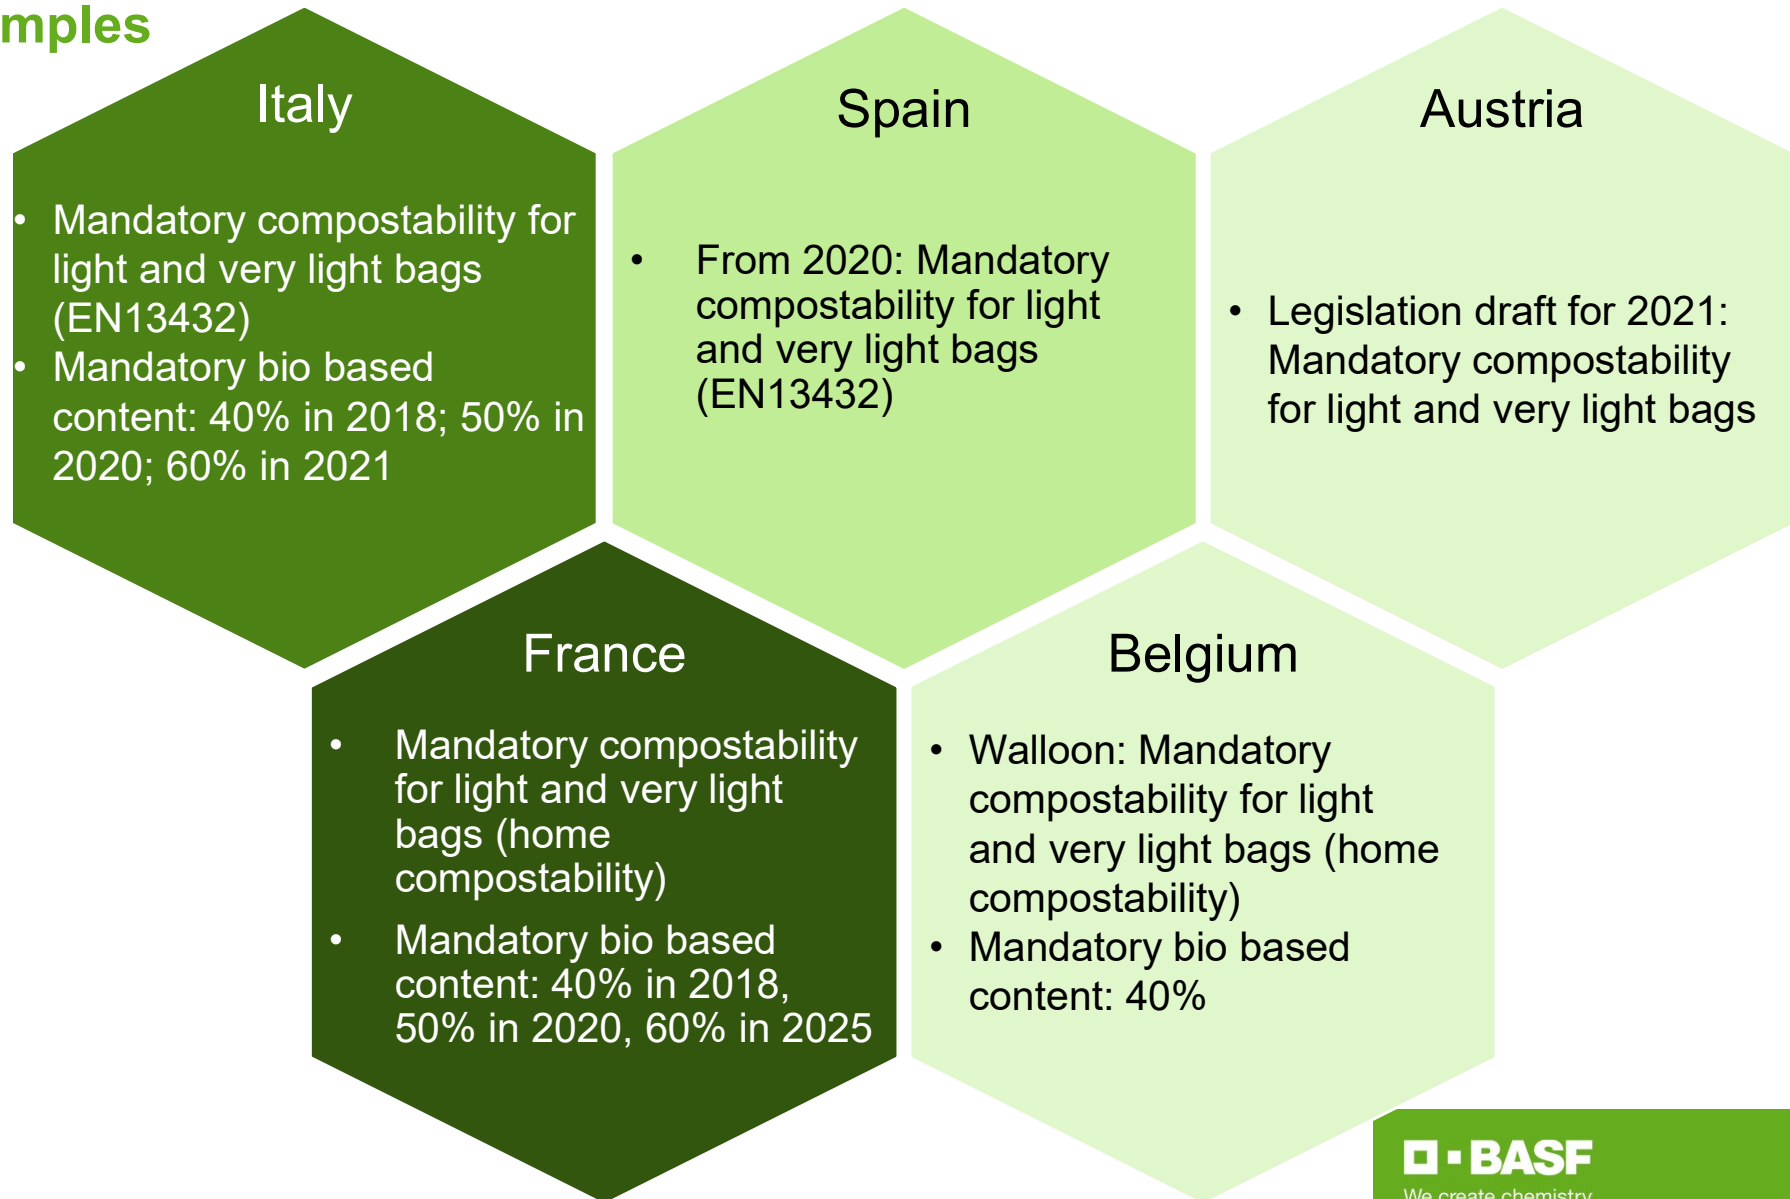 mples
Italy
• Mandatory compostability for
light and very light bags
(EN13432)
• Mandatory bio based
content: 40% in 2018; 50% in
2020; 60% in 2021
Spain
• From 2020: Mandatory
compostability for light
and very light bags
(EN13432)
Austria
• Legislation draft for 2021:
Mandatory compostability
for light and very light bags
France
• Mandatory compostability
for light and very light
bags (home
compostability)
• Mandatory bio based
content: 40% in 2018,
50% in 2020, 60% in 2025
Belgium
• Walloon: Mandatory
compostability for light
and very light bags (home
compostability)
• Mandatory bio based
content: 40%
BASF
We create chemistry